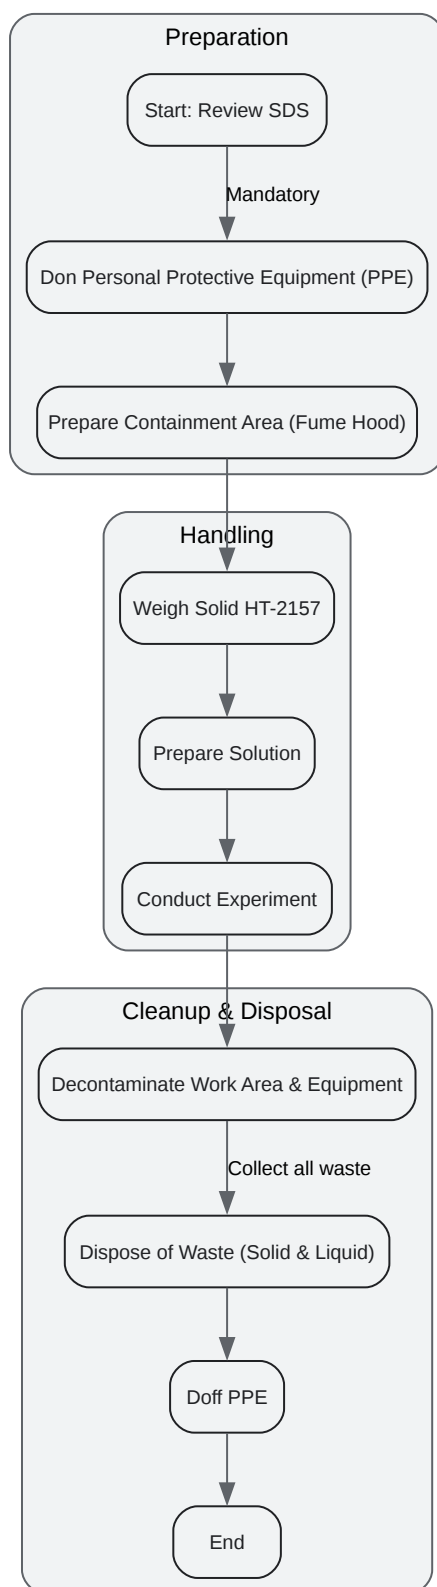 Preparation
Start: Review SDS
Mandatory
Don Personal Protective Equipment (PPE)
Prepare Containment Area (Fume Hood)
Handling
Weigh Solid HT-2157
Prepare Solution
Conduct Experiment
Cleanup & Disposal
Decontaminate Work Area & Equipment
Collect all waste
Dispose of Waste (Solid & Liquid)
Doff PPE
End